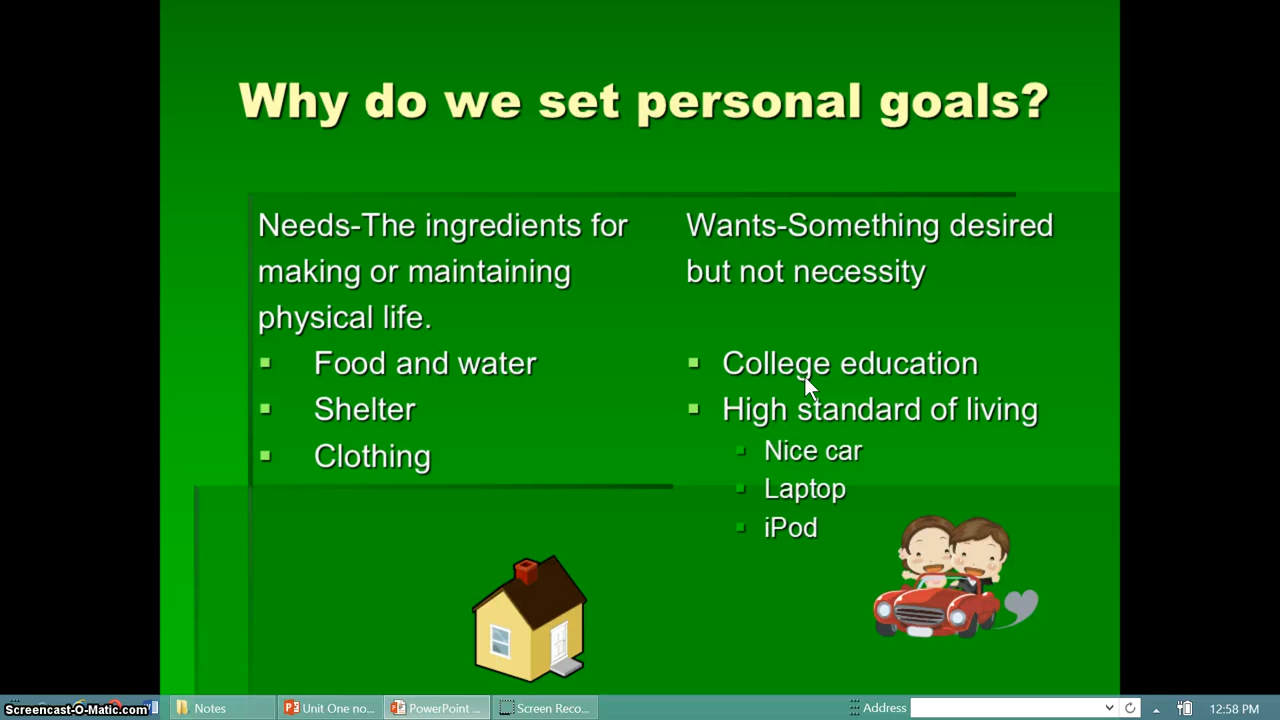 Why do we set personal goals?
Needs-The ingredients for
making or maintaining
physical life.
Food and water
Shelter
Clothing
Wants-Something desired
but not necessity
College education
High standard of living
Nice car
Laptop
iPod
Screencast-O-Matic.com
Notes
Unit One no...
PowerPoint ...
Screen Reco...
Address
12:58 PM